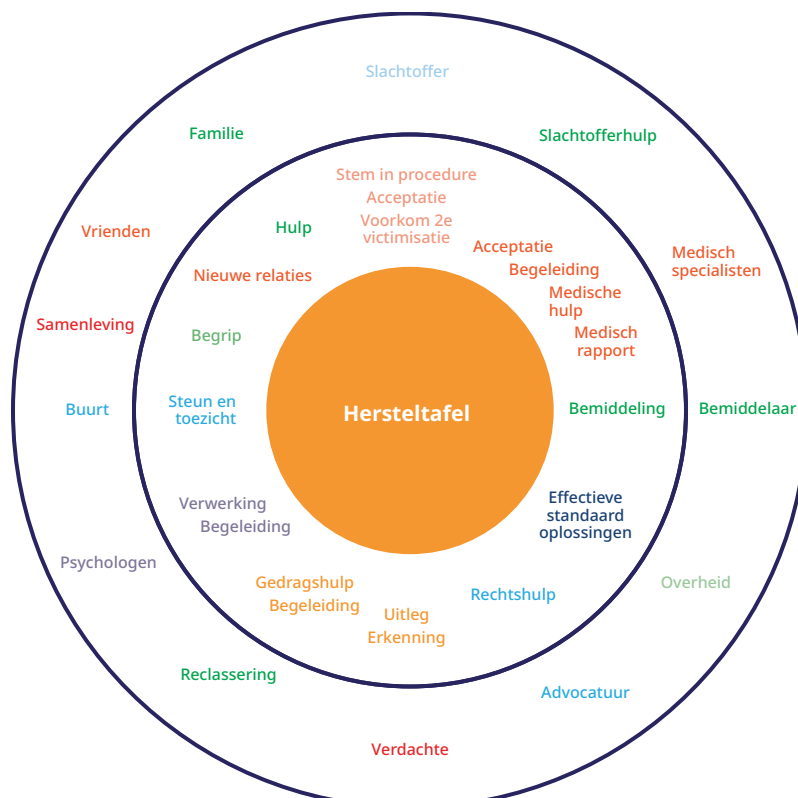 Slachtoffer
Familie
Slachtofferhulp
Stem in procedure
Acceptatie
Voorkom 2e
victimisatie
Hulp
Vrienden
Acceptatie
Medisch
specialisten
Begeleiding
Nieuwe relaties
Medische
hulp
Samenleving
Begrip
Medisch
rapport
Buurt
Steun en
toezicht
Hersteltafel
Bemiddeling
Bemiddelaar
Verwerking
Begeleiding
Effectieve
standaard
oplossingen
Psychologen
Gedragshulp
Begeleiding
Uitleg
Erkenning
Rechtshulp
Overheid
Reclassering
Advocatuur
Verdachte